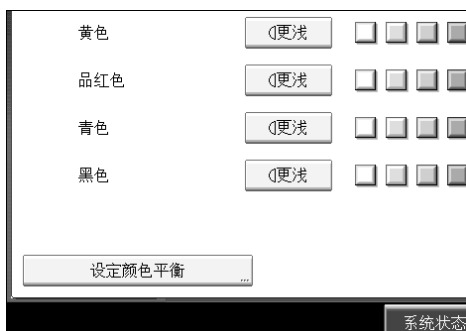 黄色 更浅
品红色 更浅
青色 更浅
黑色 更浅
设定颜色平衡 ...
系统状态